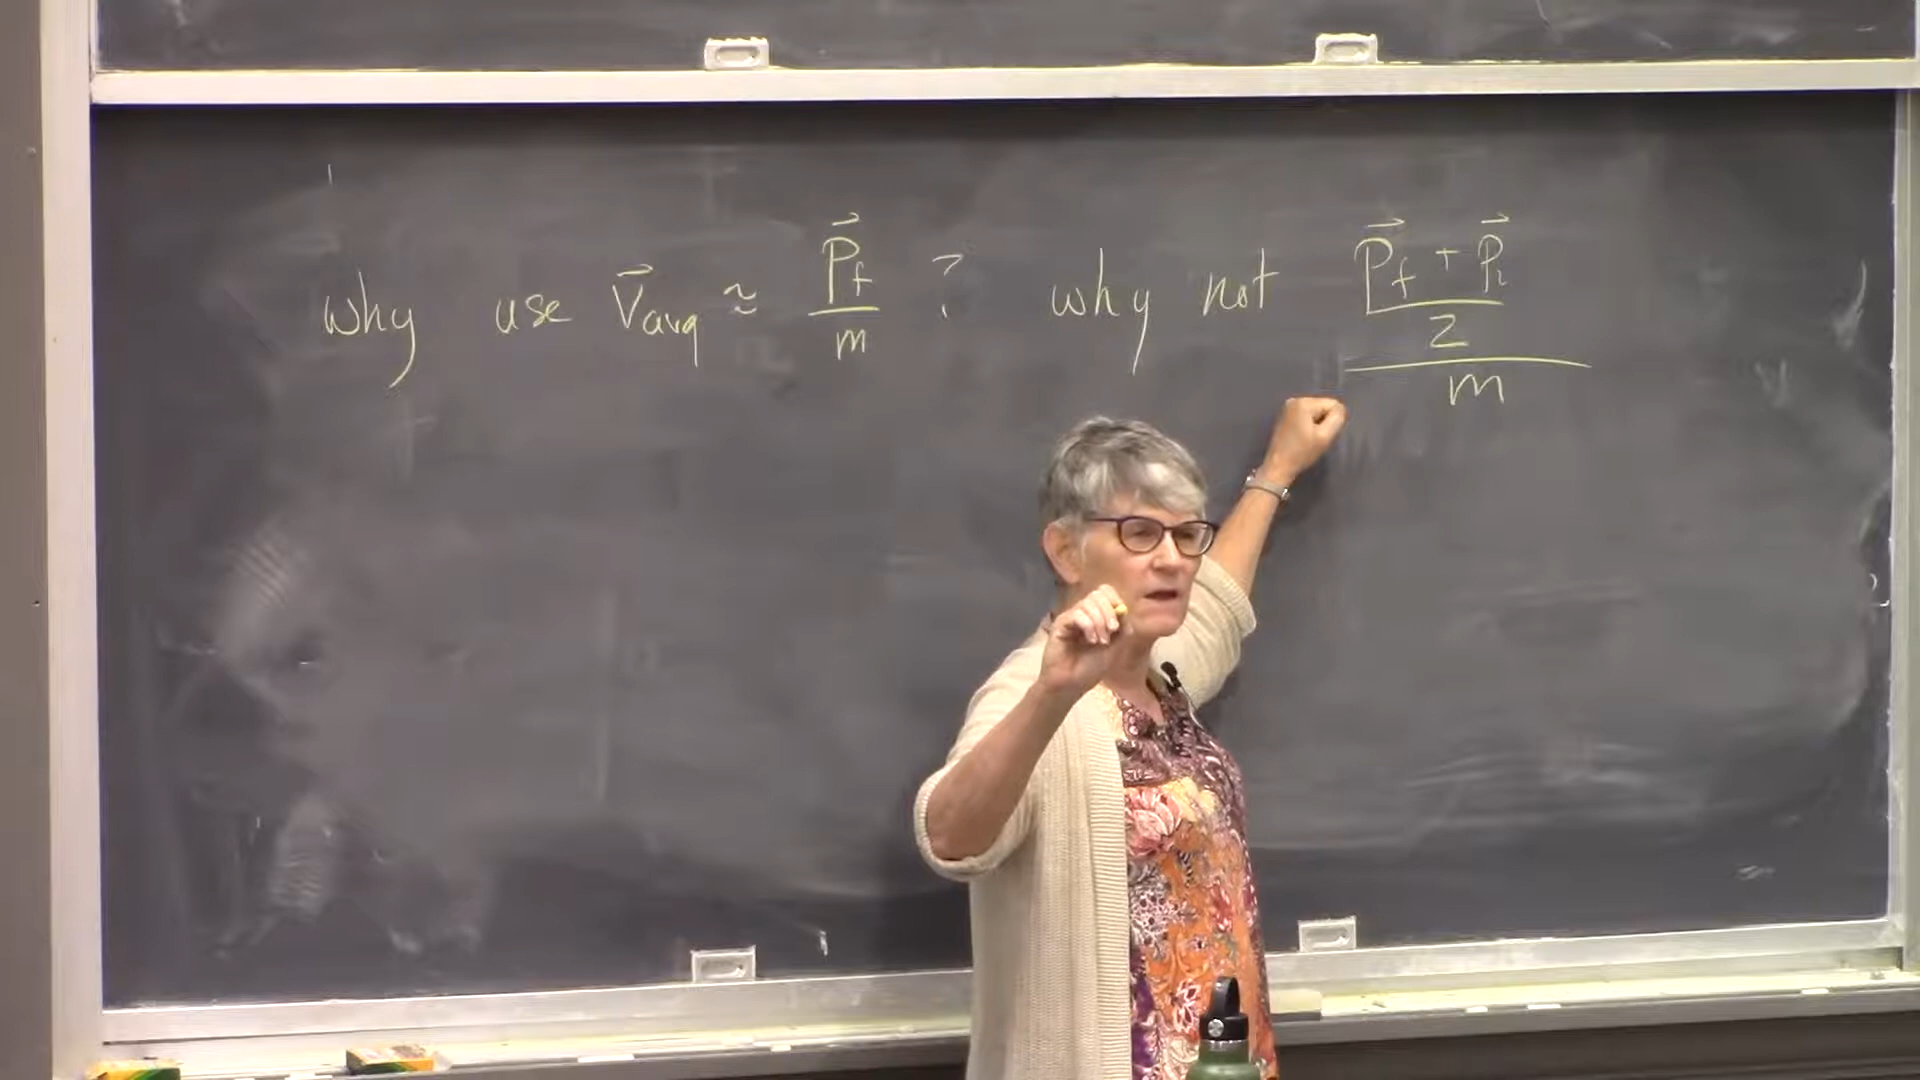 why use v⃗avg ≈ p⃗f/m ? why not ((p⃗f + p⃗i)/2)/m